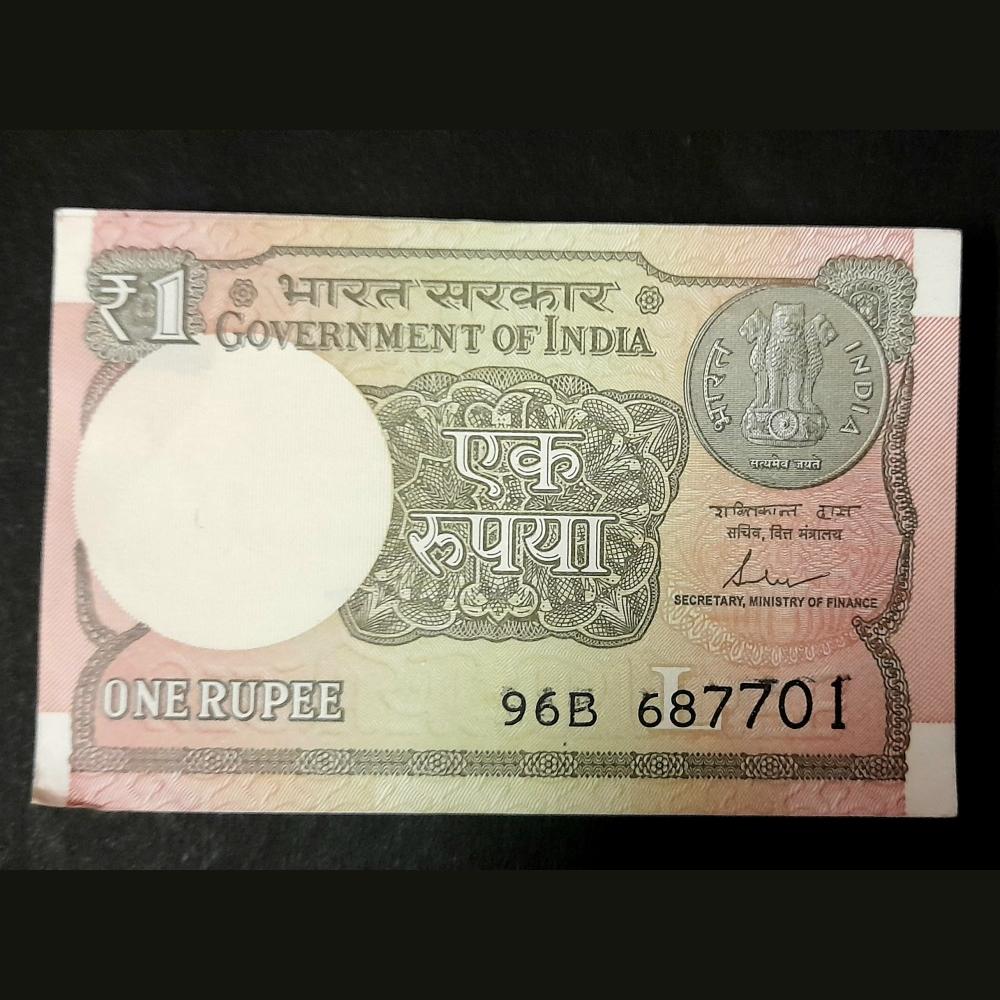 ₹1
भारत सरकार
GOVERNMENT OF INDIA
भारत
INDIA
सत्यमेव जयते
एक
रुपया
शक्तिकान्त दास
सचिव, वित्त मंत्रालय
SECRETARY, MINISTRY OF FINANCE
ONE RUPEE
L
96B 687701